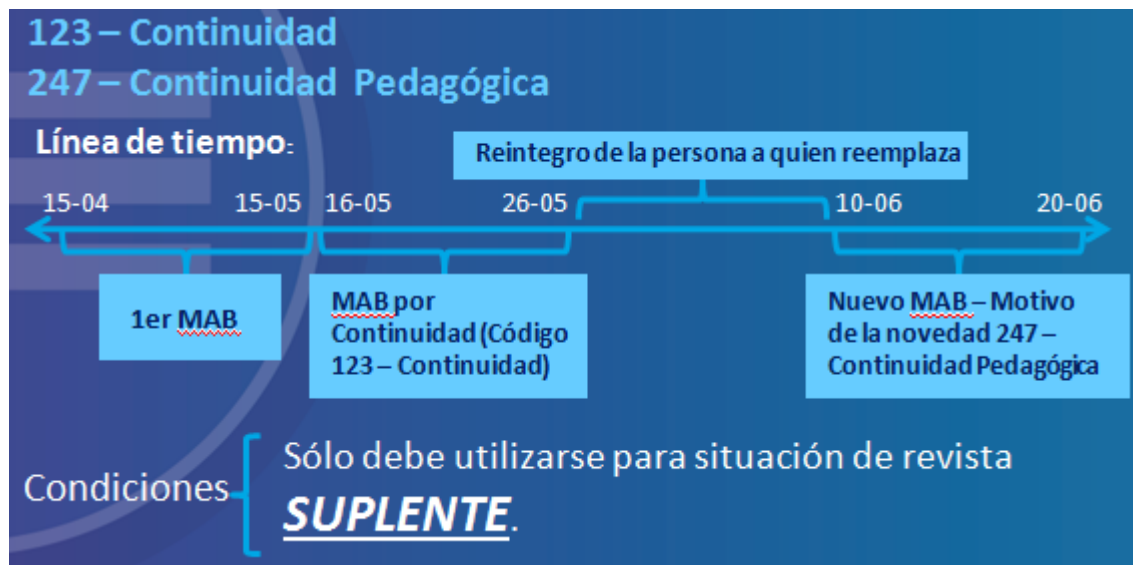 123 – Continuidad
247 – Continuidad Pedagógica
Línea de tiempo:
Reintegro de la persona a quien reemplaza
15-04
15-05
16-05
26-05
10-06
20-06
1er MAB
MAB por
Continuidad (Código
123 – Continuidad)
Nuevo MAB – Motivo
de la novedad 247 –
Continuidad Pedagógica
Condiciones
Sólo debe utilizarse para situación de revista
SUPLENTE.